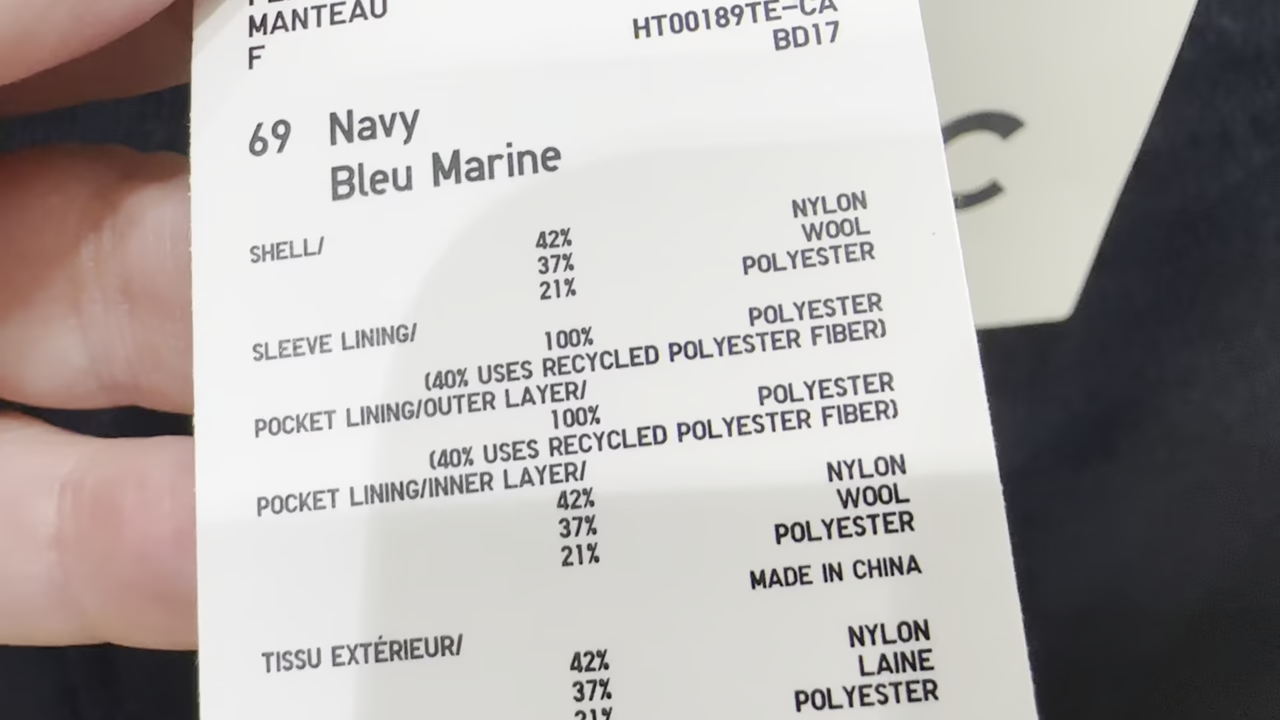 MANTEAU
F
HT00189TE-CA
BD17
69 Navy
Bleu Marine
SHELL/
42% NYLON
37% WOOL
21% POLYESTER
SLEEVE LINING/
100% POLYESTER
(40% USES RECYCLED POLYESTER FIBER)
POCKET LINING/OUTER LAYER/
100% POLYESTER
(40% USES RECYCLED POLYESTER FIBER)
POCKET LINING/INNER LAYER/
42% NYLON
37% WOOL
21% POLYESTER
MADE IN CHINA
TISSU EXTÉRIEUR/
42% NYLON
37% LAINE
21% POLYESTER
C